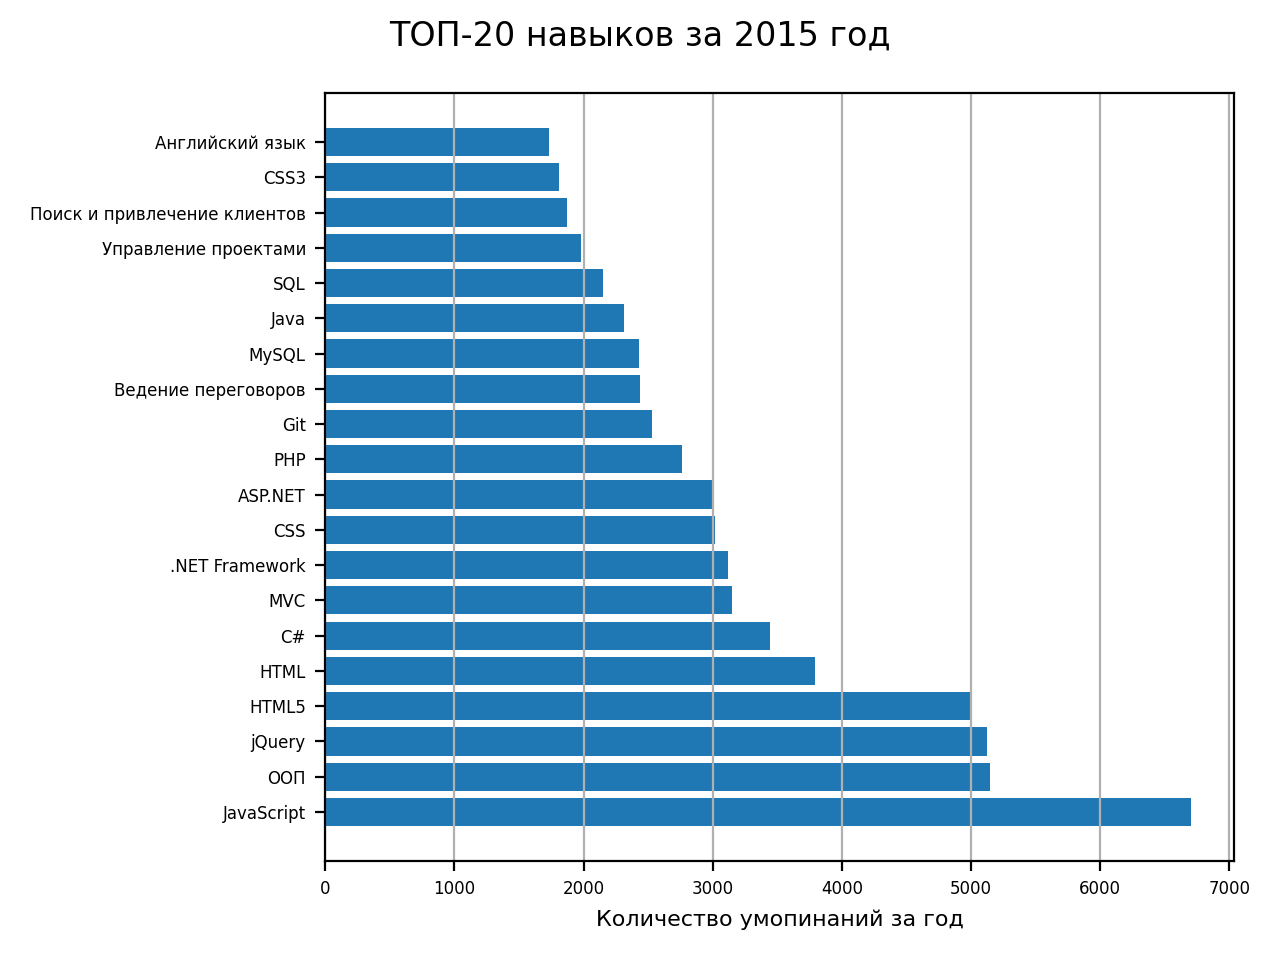 ТОП-20 навыков за 2015 год
Английский язык
CSS3
Поиск и привлечение клиентов
Управление проектами
SQL
Java
MySQL
Ведение переговоров
Git
PHP
ASP.NET
CSS
.NET Framework
MVC
C#
HTML
HTML5
jQuery
ООП
JavaScript
0 1000 2000 3000 4000 5000 6000 7000
Количество умопинаний за год